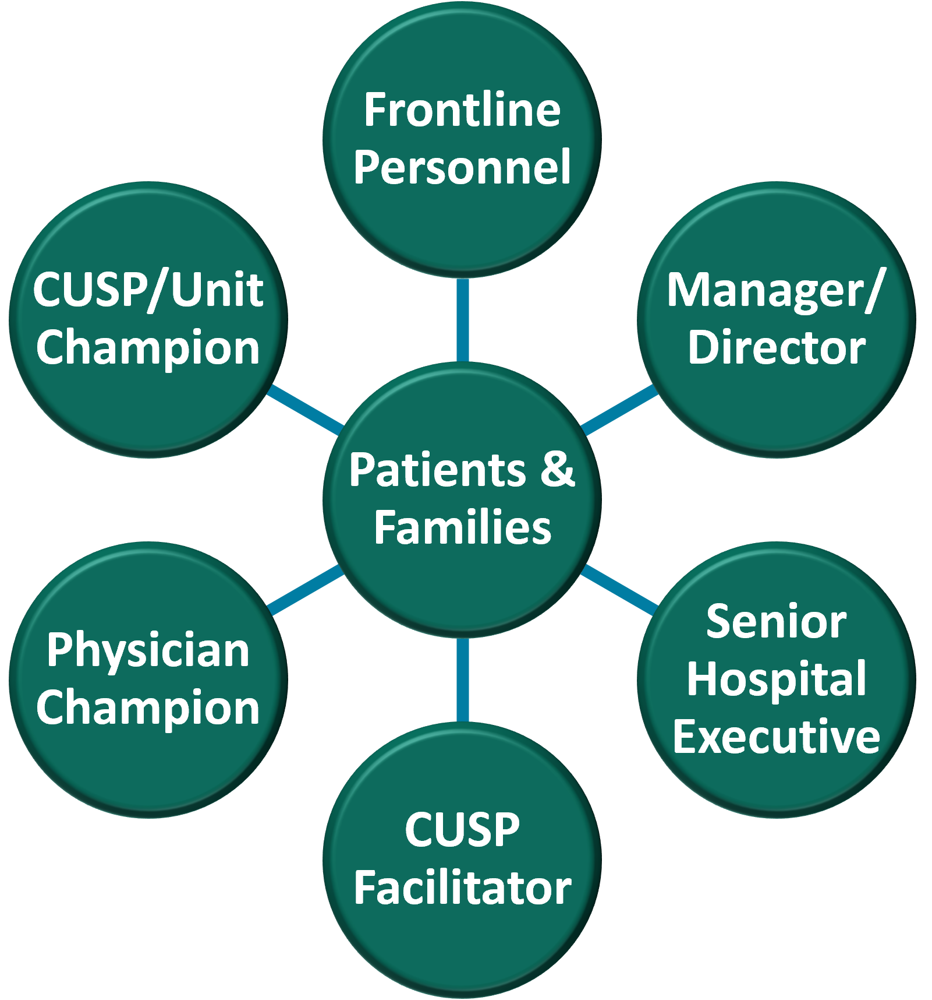 Frontline
Personnel
CUSP/Unit
Champion
Manager/
Director
Patients &
Families
Physician
Champion
Senior
Hospital
Executive
CUSP
Facilitator